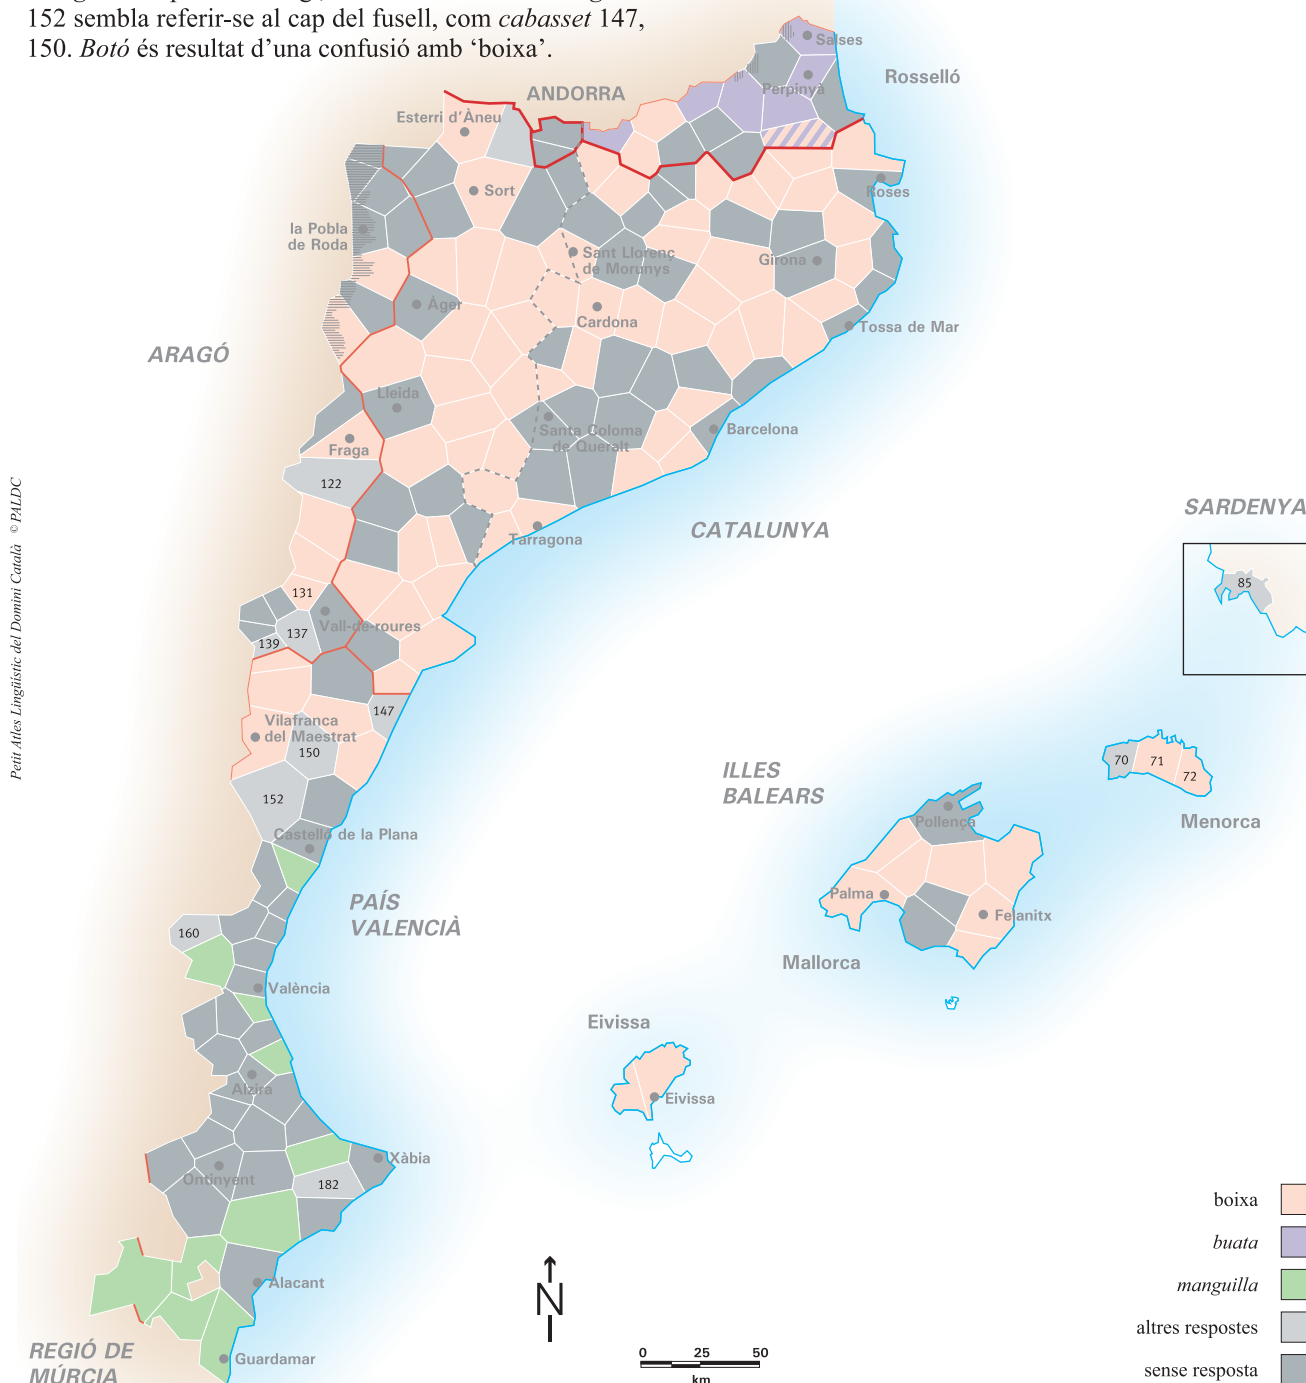 152 sembla referir-se al cap del fusell, com cabasset 147,
150. Botó és resultat d’una confusió amb ‘boixa’.
Salses
Rosselló
Perpinyà
ANDORRA
Esterri d’Àneu
Sort
Roses
la Pobla
de Roda
Sant Llorenç
de Morunys
Girona
Àger
Cardona
Tossa de Mar
ARAGÓ
Lleida
Santa Coloma
de Queralt
Barcelona
Fraga
122
CATALUNYA
SARDENYA
Tarragona
85
131
Vall-de-roures
137
139
147
Vilafranca
del Maestrat
150
152
Castelló de la Plana
ILLES
BALEARS
70
71
72
Menorca
Pollença
Palma
Felanitx
Mallorca
PAÍS
VALENCIÀ
160
València
Eivissa
Eivissa
Alzira
Xàbia
Ontinyent
182
Alacant
Guardamar
REGIÓ DE
MÚRCIA
N
0 25 50
km
boixa
buata
manguilla
altres respostes
sense resposta
Petit Atles Lingüístic del Domini Català © PALDC